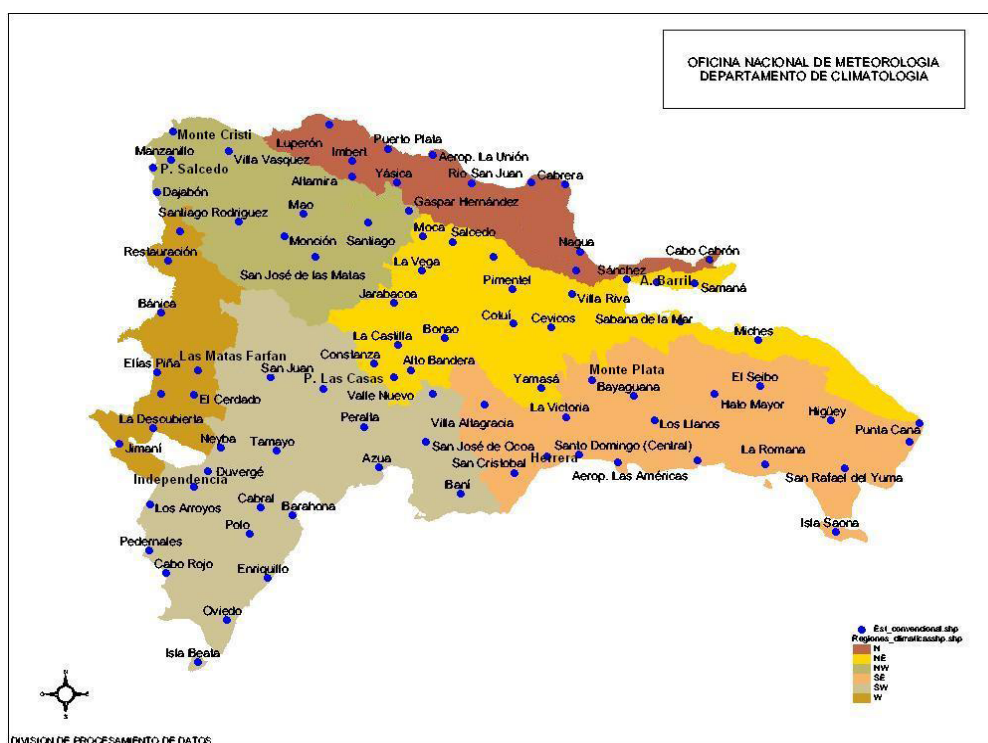 OFICINA NACIONAL DE METEOROLOGIA
DEPARTAMENTO DE CLIMATOLOGIA
Monte Cristi
Luperón
Puerto Plata
Manzanillo
Villa Vasquez
Imbert
Aerop. La Unión
P. Salcedo
Altamira
Yásica
Rio San Juan
Cabrera
Dajabón
Mao
Gaspar Hernández
Santiago Rodriguez
Moca
Salcedo
Monción
Santiago
Nagua
Restauración
Cabo Cabrón
San José de las Matas
La Vega
Sánchez
A. Barril
Samaná
Pimentel
Jarabacoa
Villa Riva
Bánica
Cotuí
Cevicos
Sabana de la Mar
La Castilla
Bonao
Miches
Las Matas Farfan
Constanza
Alto Bandera
Elías Piña
San Juan
P. Las Casas
Monte Plata
El Seibo
Valle Nuevo
Yamasá
Bayaguana
El Cerdado
Hato Mayor
La Descubierta
Peralta
Villa Altagracia
La Victoria
Los Llanos
Higüey
Punta Cana
Jimaní
Neyba
Tamayo
San José de Ocoa
Santo Domingo (Central)
Herrera
La Romana
Duvergé
Azua
San Cristobal
Aerop. Las Américas
San Rafael del Yuma
Independencia
Baní
Los Arroyos
Cabral
Barahona
Polo
Isla Saona
Pedernales
Cabo Rojo
Enriquillo
Oviedo
Isla Beata
Est_convencional.shp
Regiones_climaticasshp.shp
N
NE
NW
SE
SW
W
DIVISION DE PROCESAMIENTO DE DATOS